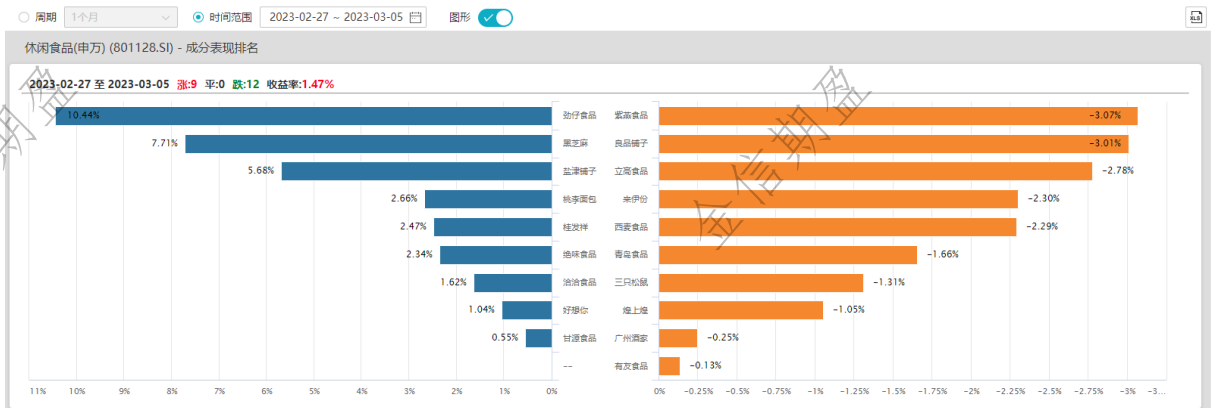 周期 1个月 时间范围 2023-02-27 ~ 2023-03-05 图形 XLS
休闲食品(申万) (801128.SI) - 成分表现排名
2023-02-27 至 2023-03-05 涨:9 平:0 跌:12 收益率:1.47%
10.44% 劲仔食品 紫燕食品 -3.07%
7.71% 黑芝麻 良品铺子 -3.01%
5.68% 盐津铺子 立高食品 -2.78%
2.66% 桃李面包 来伊份 -2.30%
2.47% 桂发祥 西麦食品 -2.29%
2.34% 绝味食品 青岛食品 -1.66%
1.62% 洽洽食品 三只松鼠 -1.31%
1.04% 好想你 煌上煌 -1.05%
0.55% 甘源食品 广州酒家 -0.25%
-- 有友食品 -0.13%
11% 10% 9% 8% 7% 6% 5% 4% 3% 2% 1% 0% 0% -0.25% -0.5% -0.75% -1% -1.25% -1.5% -1.75% -2% -2.25% -2.5% -2.75% -3% -3...
金信期盈